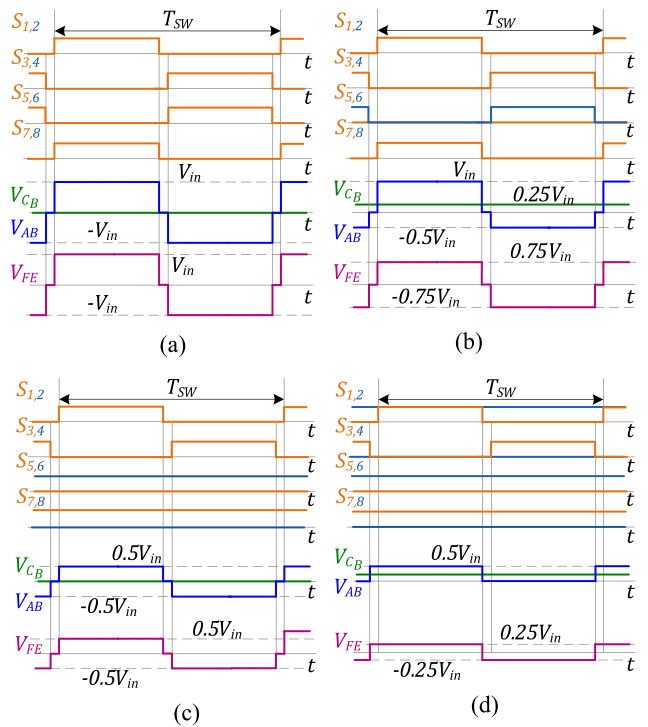 S1,2
TSW
t
S3,4
t
S5,6
t
S7,8
t
Vin
VCB
VAB
-Vin
t
VFE
Vin
-Vin
t
(a)
S1,2
TSW
t
S3,4
t
S5,6
t
S7,8
t
Vin
VCB
0.25Vin
VAB
-0.5Vin
t
VFE
0.75Vin
-0.75Vin
t
(b)
S1,2
TSW
t
S3,4
t
S5,6
S7,8
t
0.5Vin
VCB
VAB
-0.5Vin
t
0.5Vin
VFE
-0.5Vin
t
(c)
S1,2
TSW
t
S3,4
t
S5,6
S7,8
t
0.5Vin
VCB
VAB
t
0.25Vin
VFE
-0.25Vin
t
(d)